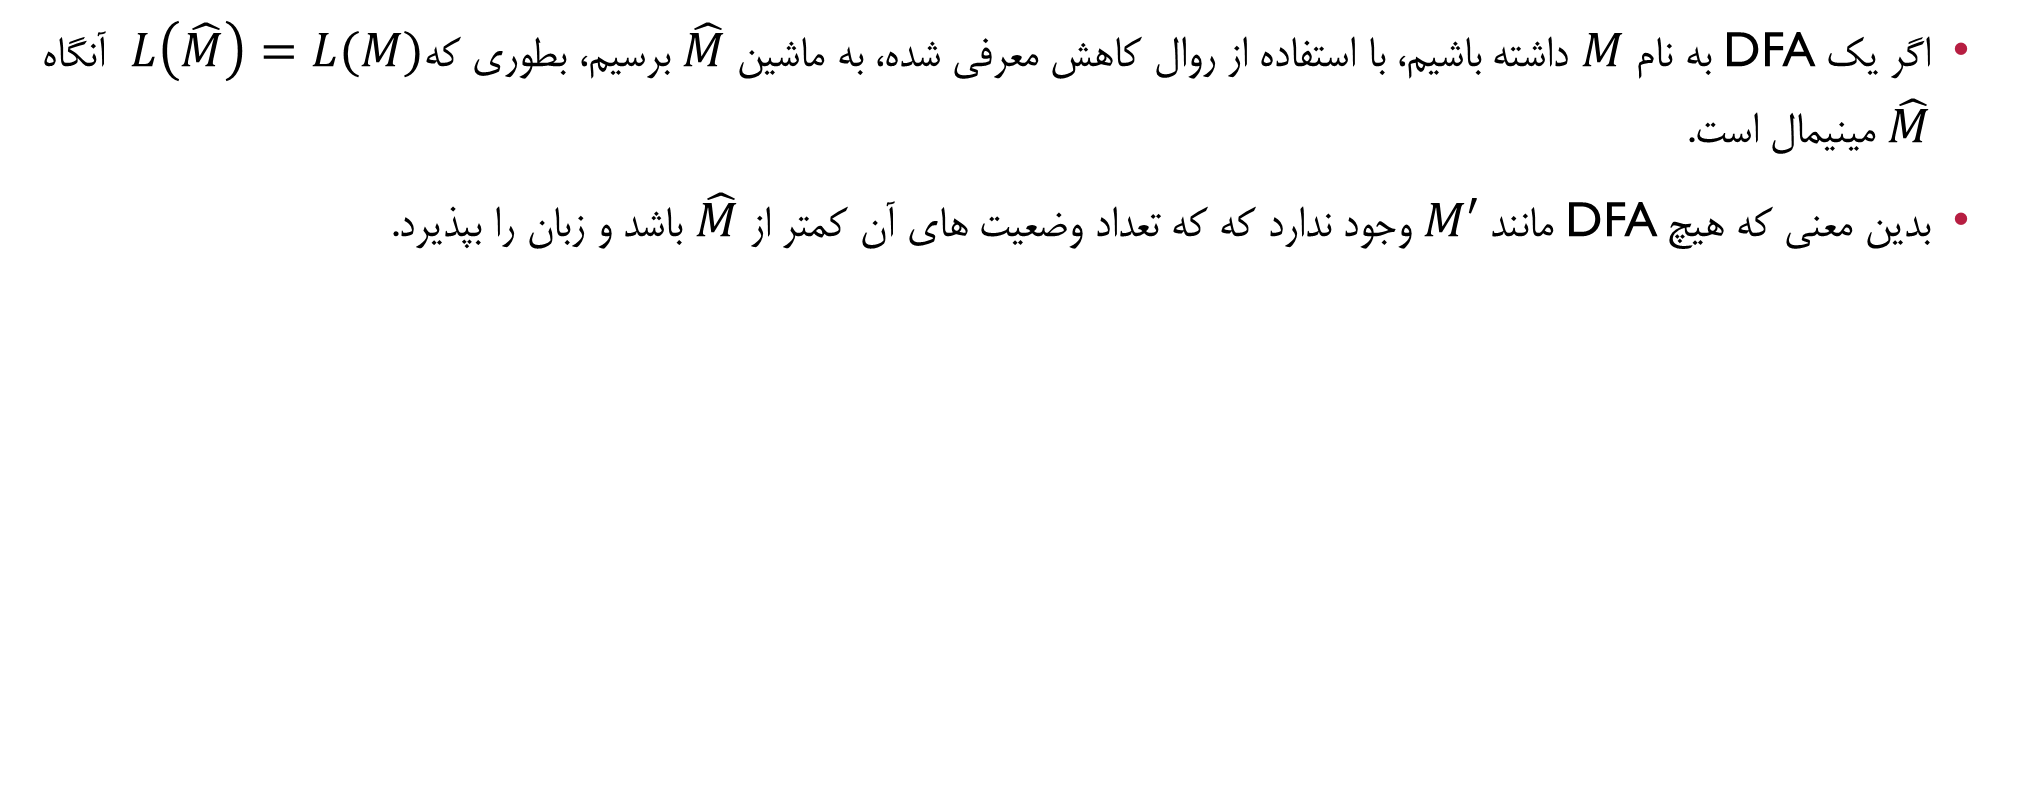 • اگر یک DFA به نام M داشته باشیم، با استفاده از روال کاهش معرفی شده، به ماشین M̂ برسیم، بطوری که L(M̂) = L(M) آنگاه
M̂ مینیمال است.
• بدین معنی که هیچ DFA مانند M′ وجود ندارد که که تعداد وضعیت های آن کمتر از M̂ باشد و زبان را بپذیرد.